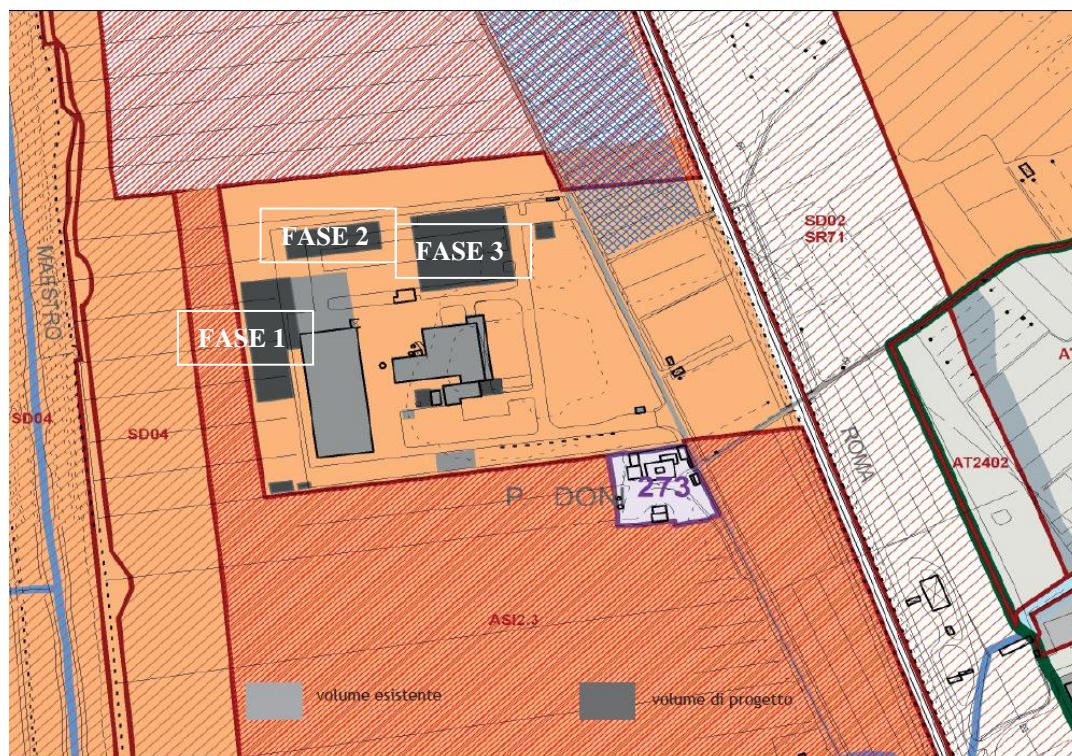 FASE 2
FASE 3
FASE 1
MAESTRO
SD02
SR71
SD04
SD04
ROMA
AT2402
273
ASI2.3
volume esistente
volume di progetto